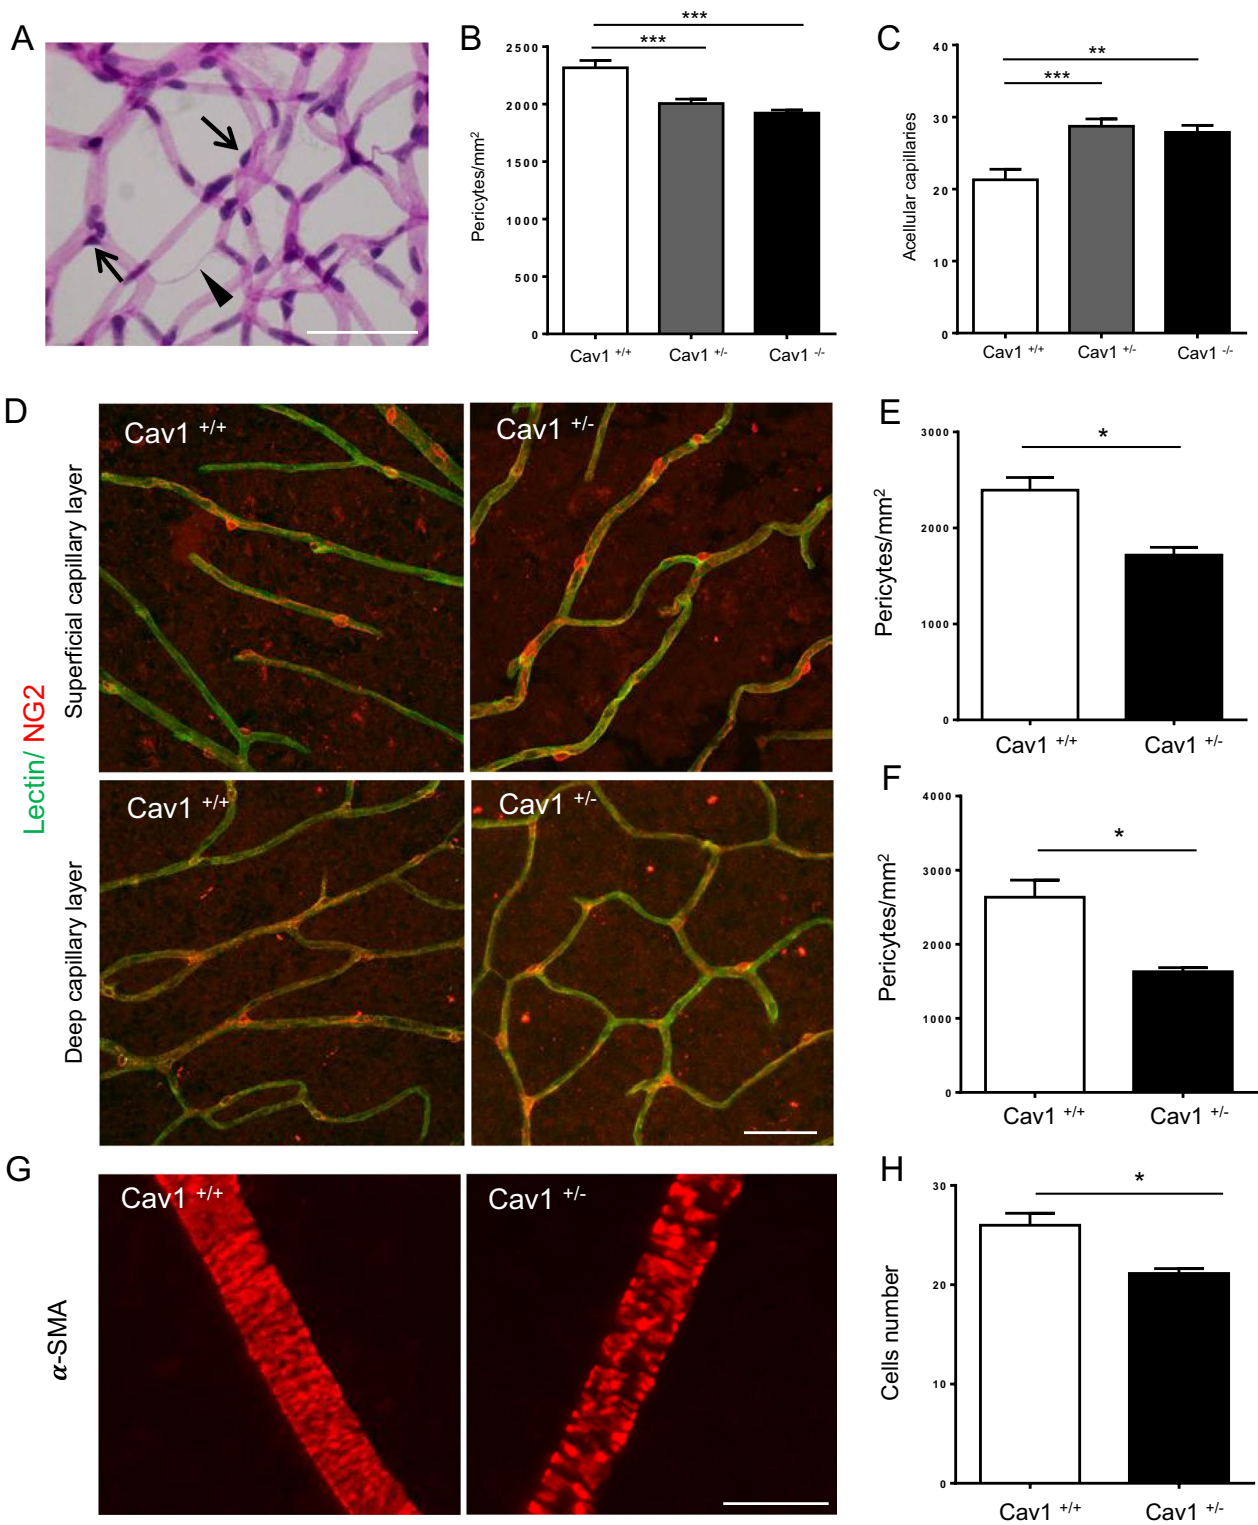 A
B
***
***
2500
2000
1500
1000
500
0
Pericytes/mm²
Cav1 +/+
Cav1 +/-
Cav1 -/-
C
**
***
40
30
20
10
0
Acellular capillaries
Cav1 +/+
Cav1 +/-
Cav1 -/-
D
Lectin/ NG2
Superficial capillary layer
Cav1 +/+
Cav1 +/-
Deep capillary layer
Cav1 +/+
Cav1 +/-
E
*
3000
2000
1000
0
Pericytes/mm²
Cav1 +/+
Cav1 +/-
F
*
4000
3000
2000
1000
0
Pericytes/mm²
Cav1 +/+
Cav1 +/-
G
α-SMA
Cav1 +/+
Cav1 +/-
H
*
30
20
10
0
Cells number
Cav1 +/+
Cav1 +/-